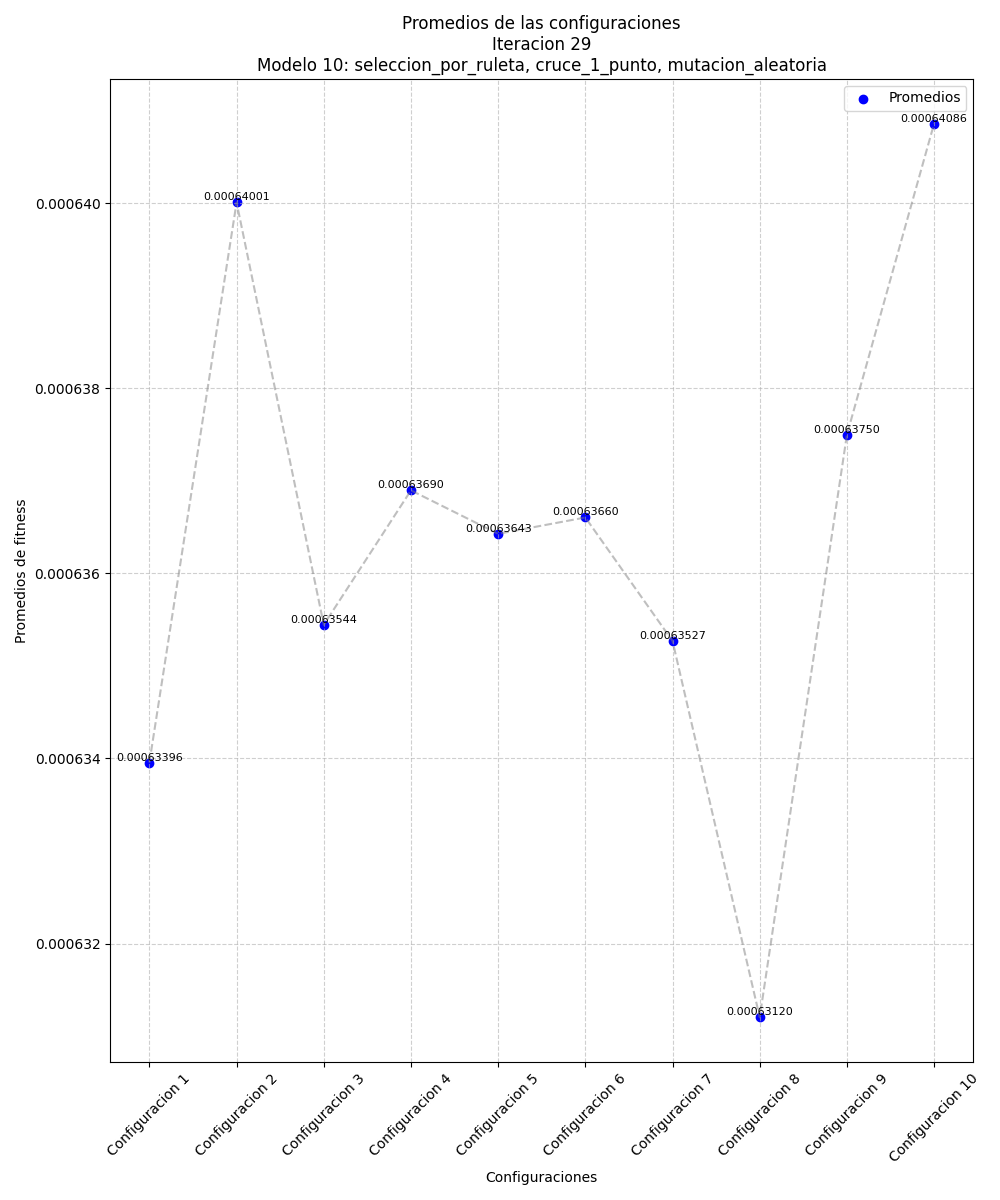 Promedios de las configuraciones
Iteracion 29
Modelo 10: seleccion_por_ruleta, cruce_1_punto, mutacion_aleatoria
Promedios
0.00064086
0.00064001
0.000640
0.000638
0.00063750
0.00063690
0.00063660
0.00063643
0.000636
0.00063544
0.00063527
0.000634
0.00063396
0.000632
0.00063120
Promedios de fitness
Configuracion 1
Configuracion 2
Configuracion 3
Configuracion 4
Configuracion 5
Configuracion 6
Configuracion 7
Configuracion 8
Configuracion 9
Configuracion 10
Configuraciones